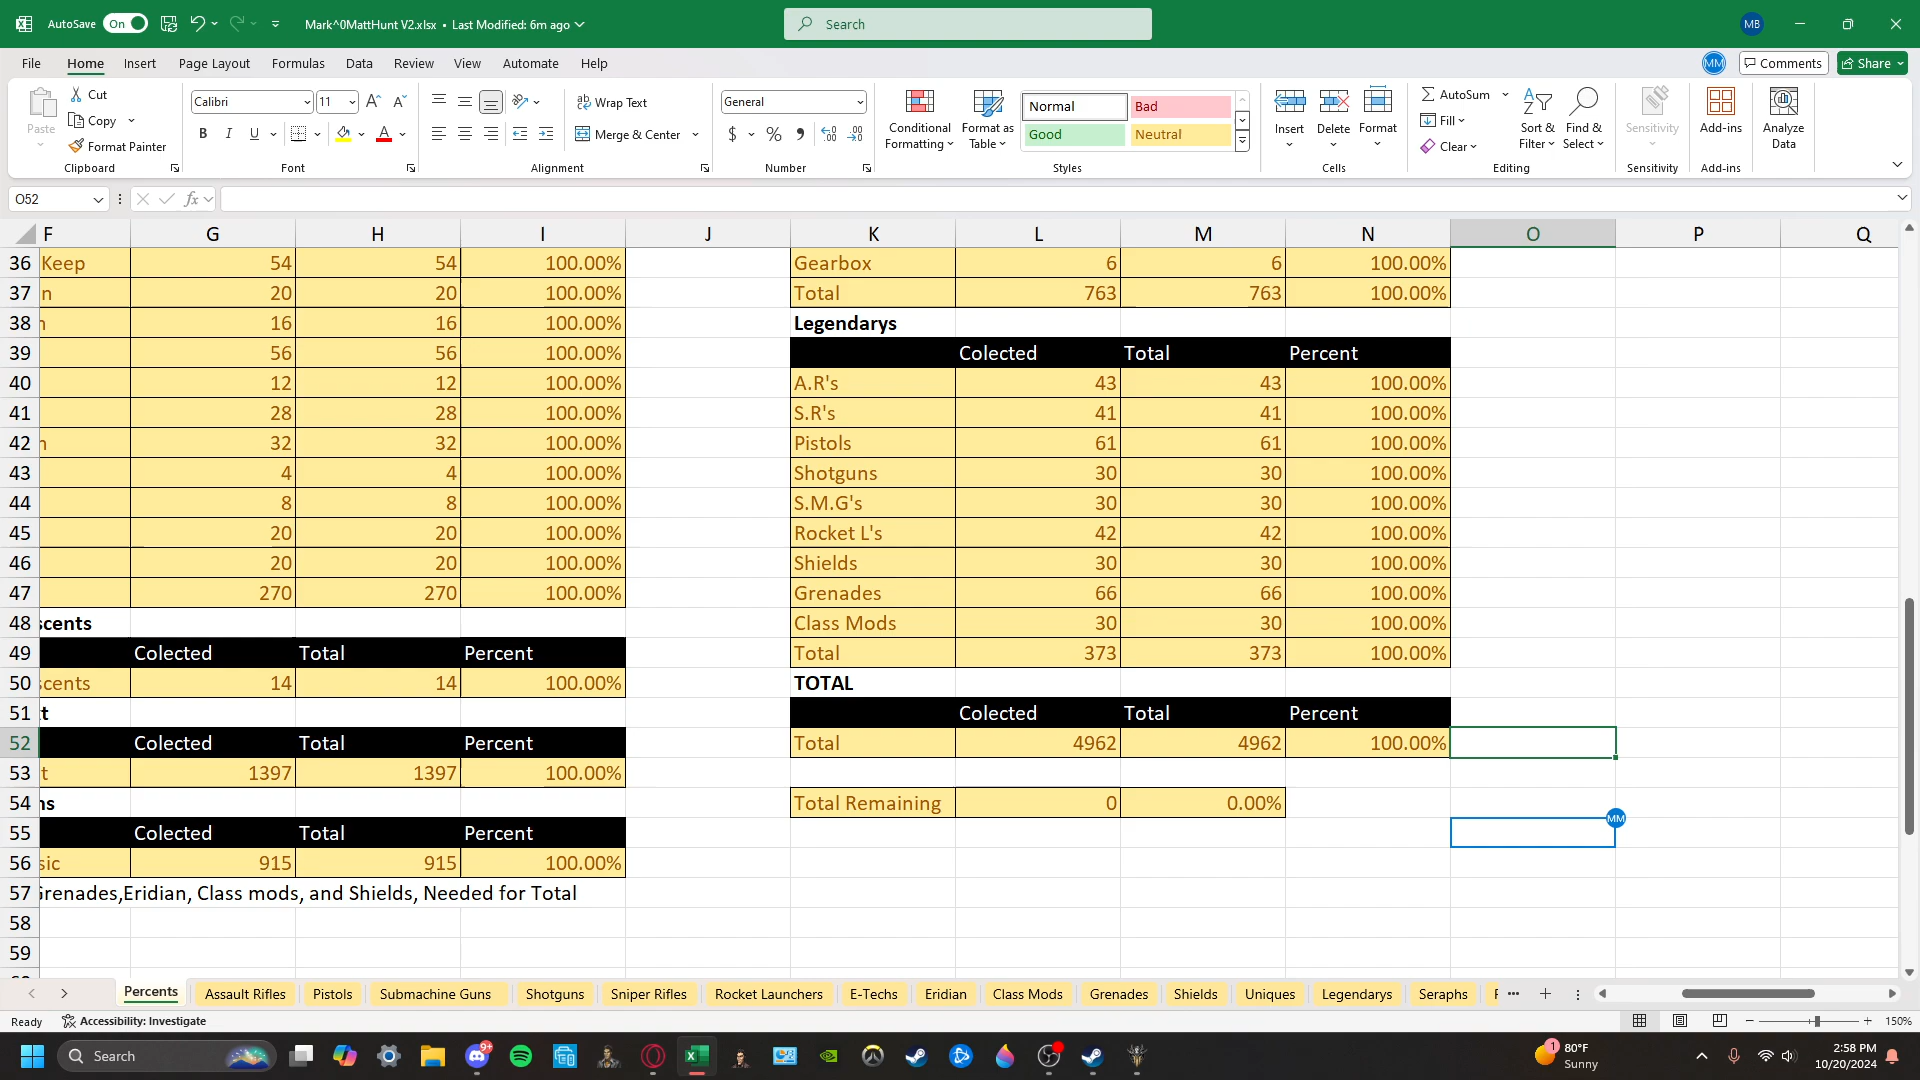 AutoSave On Mark^0MattHunt V2.xlsx • Last Modified: 6m ago Search MB
File Home Insert Page Layout Formulas Data Review View Automate Help MM Comments Share
Paste Cut Copy Format Painter Clipboard
Calibri 11 A A B I U A Font
Wrap Text Merge & Center Alignment
General $ % Number
Conditional Formatting Format as Table Normal Bad Good Neutral Styles
Insert Delete Format Cells
AutoSum Fill Clear Sort & Filter Find & Select Editing
Sensitivity Sensitivity
Add-ins Add-ins
Analyze Data
O52 fx
F G H I J K L M N O P Q
36 Keep 54 54 100.00% Gearbox 6 6 100.00%
37 n 20 20 100.00% Total 763 763 100.00%
38 16 16 100.00% Legendarys
39 56 56 100.00% Colected Total Percent
40 12 12 100.00% A.R's 43 43 100.00%
41 28 28 100.00% S.R's 41 41 100.00%
42 32 32 100.00% Pistols 61 61 100.00%
43 4 4 100.00% Shotguns 30 30 100.00%
44 8 8 100.00% S.M.G's 30 30 100.00%
45 20 20 100.00% Rocket L's 42 42 100.00%
46 20 20 100.00% Shields 30 30 100.00%
47 270 270 100.00% Grenades 66 66 100.00%
48 scents Class Mods 30 30 100.00%
49 Colected Total Percent Total 373 373 100.00%
50 scents 14 14 100.00% TOTAL
51 t Colected Total Percent
52 Colected Total Percent Total 4962 4962 100.00%
53 t 1397 1397 100.00%
54 ns Total Remaining 0 0.00%
55 Colected Total Percent MM
56 sic 915 915 100.00%
57 Grenades,Eridian, Class mods, and Shields, Needed for Total
58
59
Percents Assault Rifles Pistols Submachine Guns Shotguns Sniper Rifles Rocket Launchers E-Techs Eridian Class Mods Grenades Shields Uniques Legendarys Seraphs
Ready Accessibility: Investigate 150%
Search 9+ 1 80°F Sunny 2:58 PM 10/20/2024